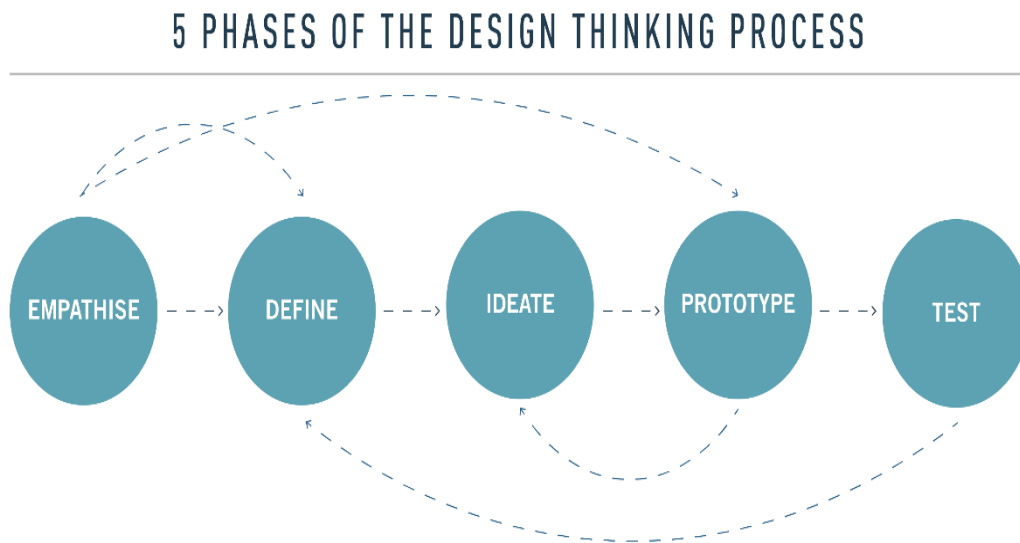 5 PHASES OF THE DESIGN THINKING PROCESS
EMPATHISE
DEFINE
IDEATE
PROTOTYPE
TEST